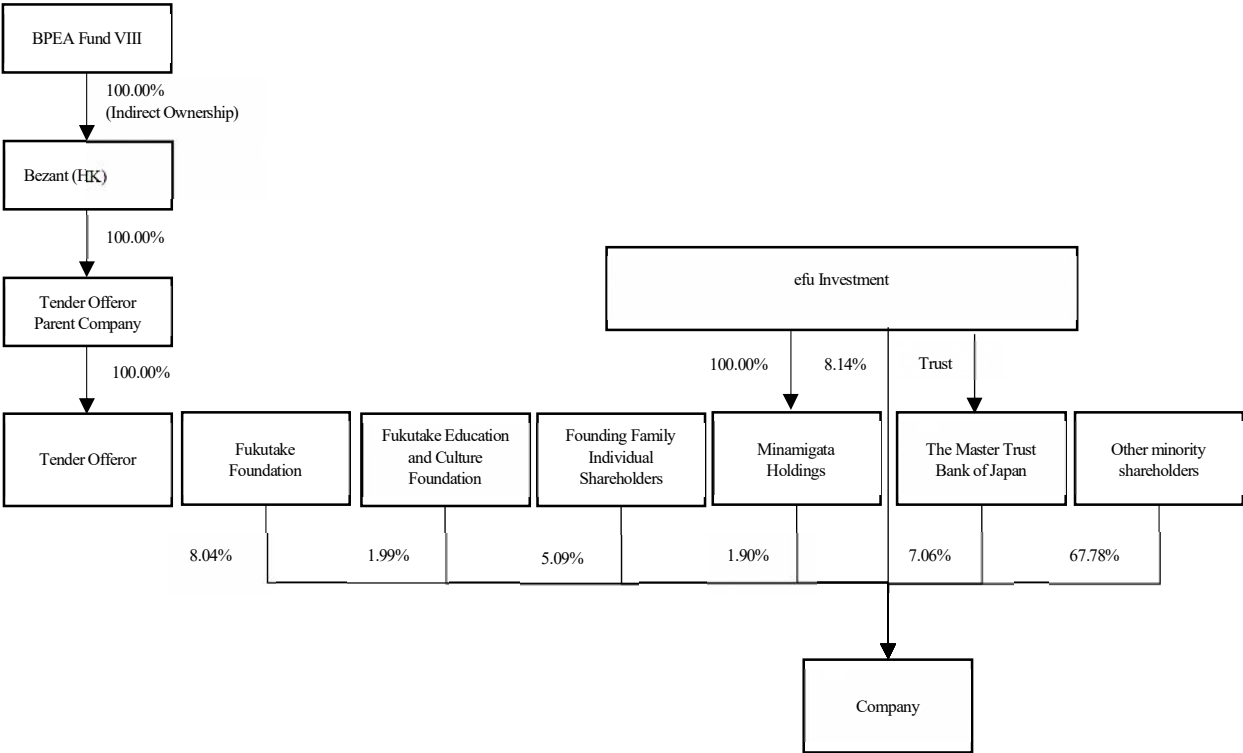 BPEA Fund VIII
100.00%
(Indirect Ownership)
Bezant (HK)
100.00%
Tender Offeror
Parent Company
100.00%
Tender Offeror
efu Investment
100.00%
8.14%
Trust
Fukutake
Foundation
Fukutake Education
and Culture
Foundation
Founding Family
Individual
Shareholders
Minamigata
Holdings
The Master Trust
Bank of Japan
Other minority
shareholders
8.04%
1.99%
5.09%
1.90%
7.06%
67.78%
Company